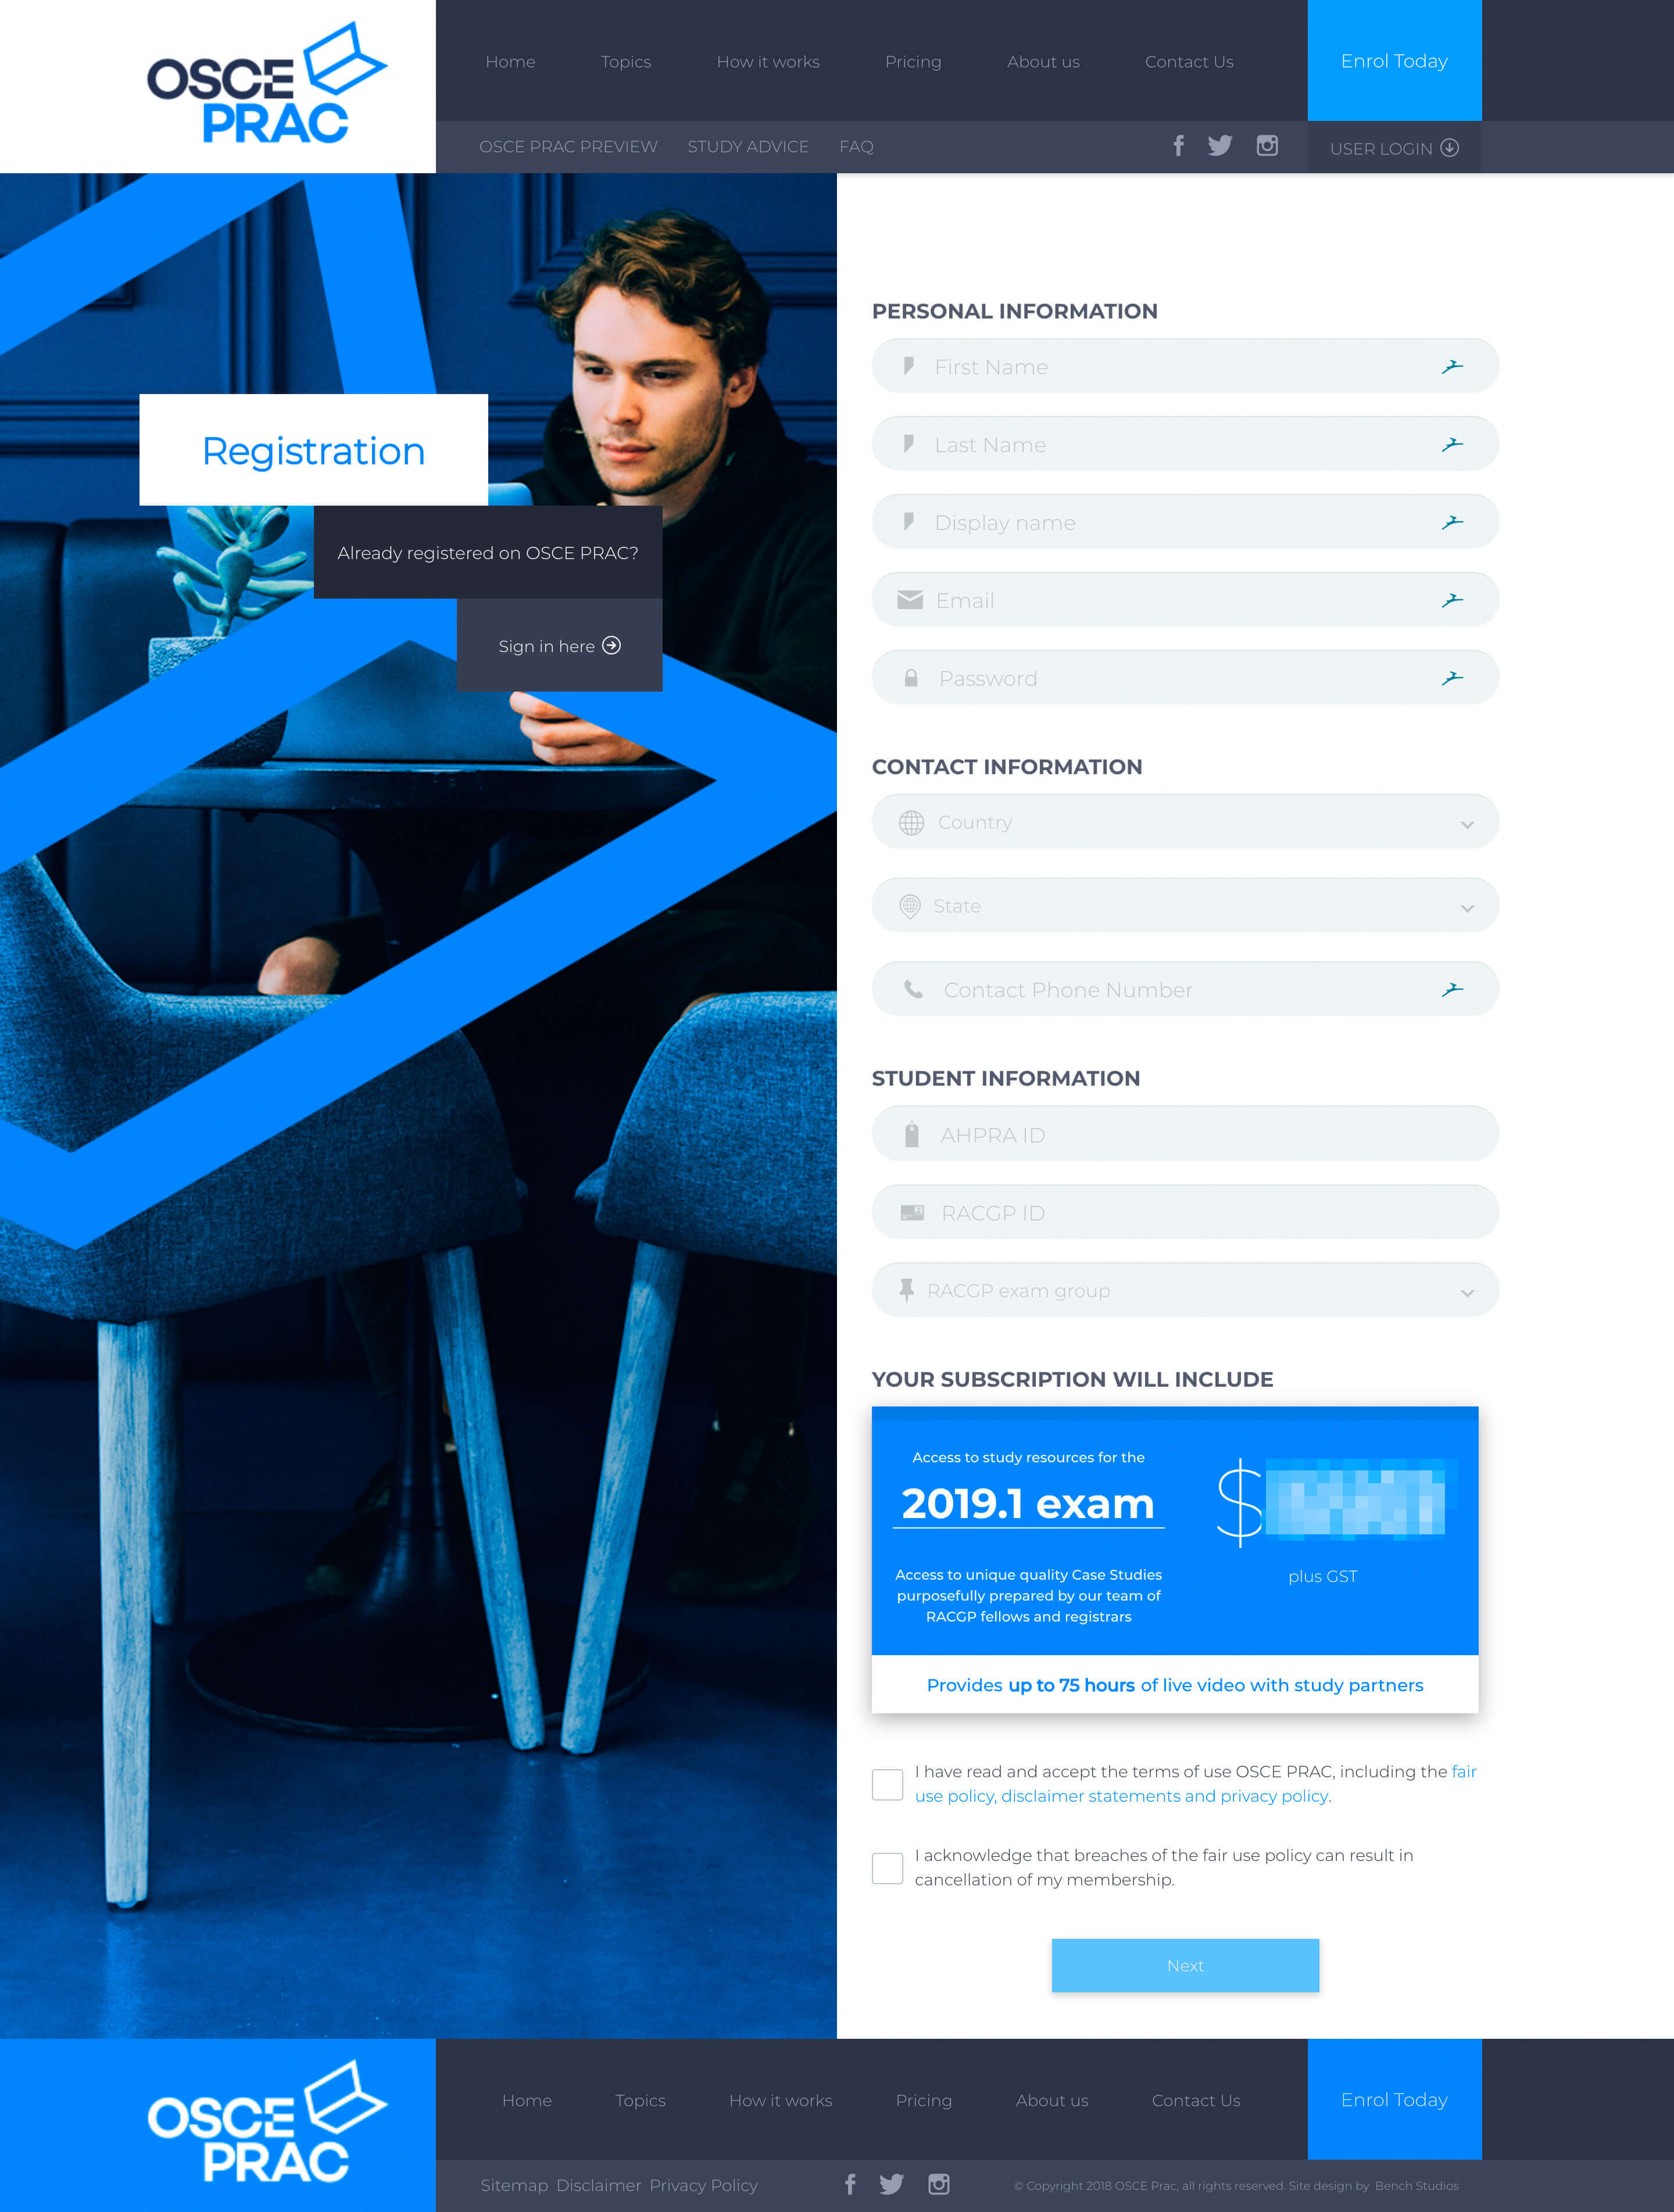 OSCE
PRAC
Home Topics How it works Pricing About us Contact Us Enrol Today
OSCE PRAC PREVIEW STUDY ADVICE FAQ USER LOGIN
Registration
Already registered on OSCE PRAC?
Sign in here
PERSONAL INFORMATION
First Name
Last Name
Display name
Email
Password
CONTACT INFORMATION
Country
State
Contact Phone Number
STUDENT INFORMATION
AHPRA ID
RACGP ID
RACGP exam group
YOUR SUBSCRIPTION WILL INCLUDE
Access to study resources for the
2019.1 exam
$
Access to unique quality Case Studies
purposefully prepared by our team of
RACGP fellows and registrars
plus GST
Provides up to 75 hours of live video with study partners
I have read and accept the terms of use OSCE PRAC, including the fair
use policy, disclaimer statements and privacy policy.
I acknowledge that breaches of the fair use policy can result in
cancellation of my membership.
Next
OSCE
PRAC
Home Topics How it works Pricing About us Contact Us Enrol Today
Sitemap Disclaimer Privacy Policy © Copyright 2018 OSCE Prac, all rights reserved. Site design by Bench Studios